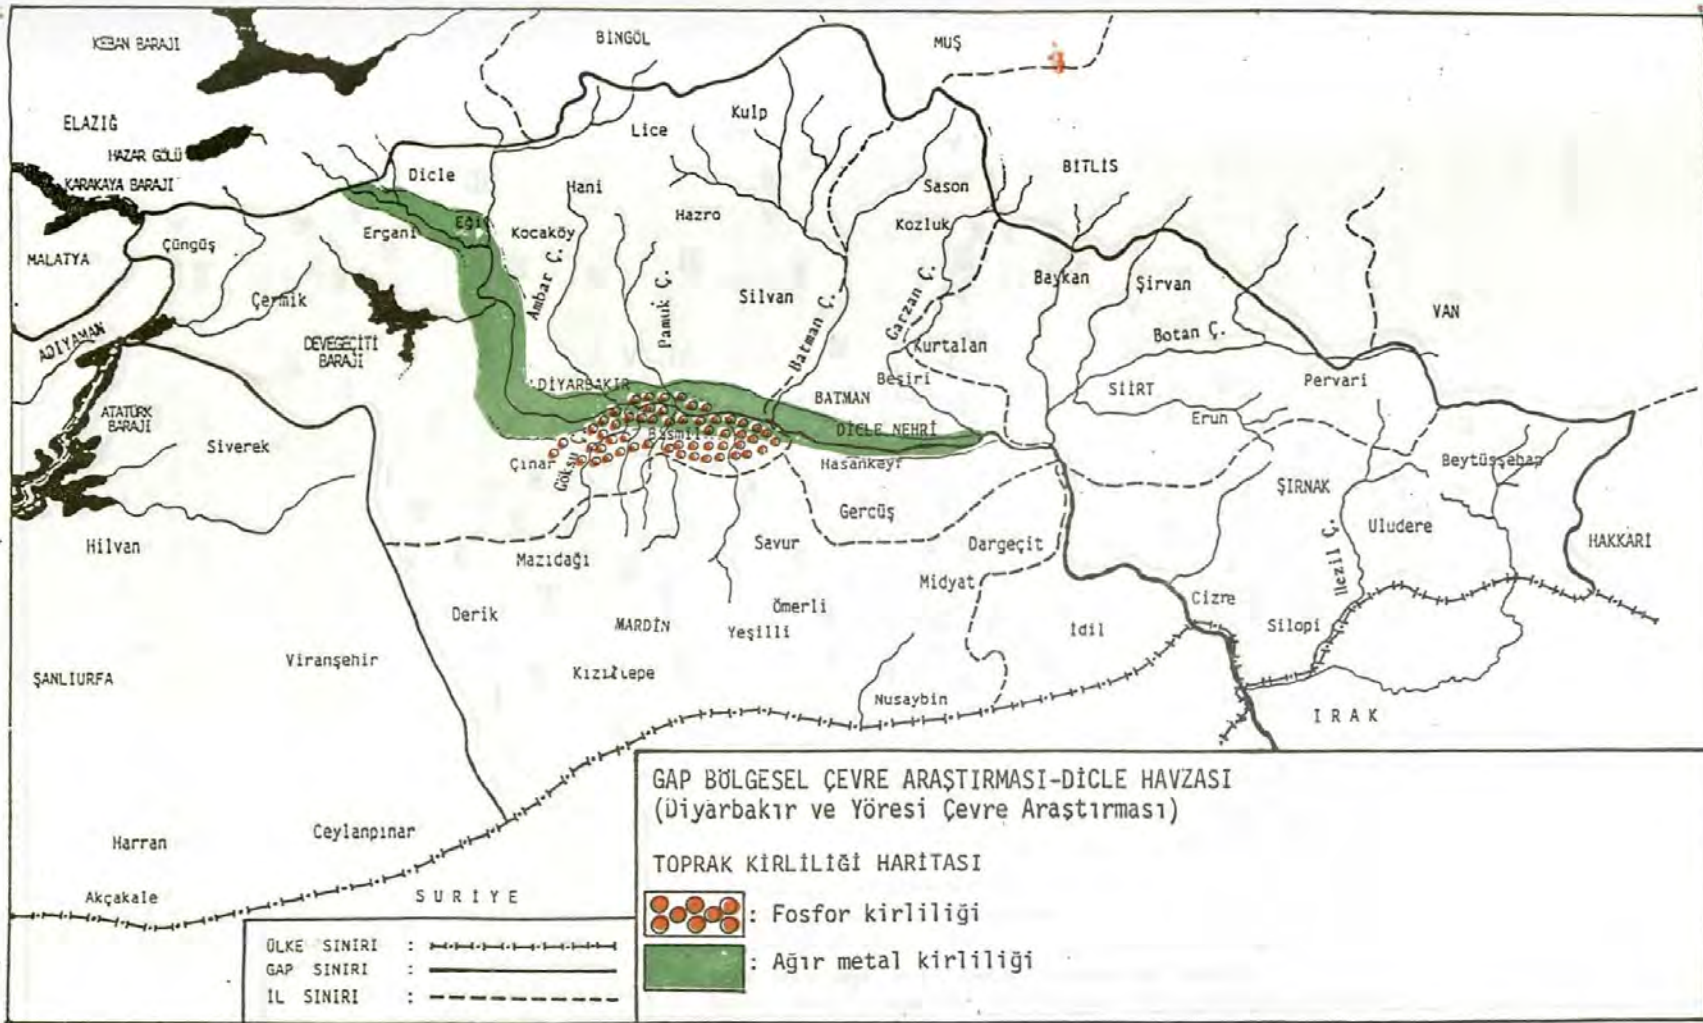 KEBAN BARAJI
BİNGÖL
MUŞ
ELAZIĞ
HAZAR GÖLÜ
KARAKAYA BARAJI
Dicle
Lice
Kulp
BİTLİS
Hani
Hazro
Sason
Kozluk
MALATYA
Çüngüş
Ergani
Eğil
Kocaköy
Çermik
Ambar Ç.
Pamuk Ç.
Silvan
Batman Ç.
Garzan Ç.
Baykan
Şirvan
VAN
ADIYAMAN
DEVEGEÇİTİ
BARAJI
Kurtalan
Botan Ç.
ATATÜRK
BARAJI
DİYARBAKIR
BATMAN
Beşiri
SİİRT
Pervari
Eruh
Siverek
Çınar
Göksu Ç.
Bismil
DİCLE NEHRİ
Hasankeyf
Beytüşşebap
Hilvan
Mazıdağı
Savur
Gercüş
Dargeçit
Midyat
ŞIRNAK
Uludere
HAKKARİ
Hezil Ç.
Derik
MARDİN
Ömerli
Yeşilli
İdil
Cizre
Silopi
ŞANLIURFA
Viranşehir
Kızıltepe
Nusaybin
IRAK
Harran
Ceylanpınar
Akçakale
SURİYE
GAP BÖLGESEL ÇEVRE ARAŞTIRMASI-DİCLE HAVZASI
(Diyarbakır ve Yöresi Çevre Araştırması)
TOPRAK KİRLİLİĞİ HARİTASI
: Fosfor kirliliği
: Ağır metal kirliliği
ÜLKE SINIRI :
GAP SINIRI :
İL SINIRI :